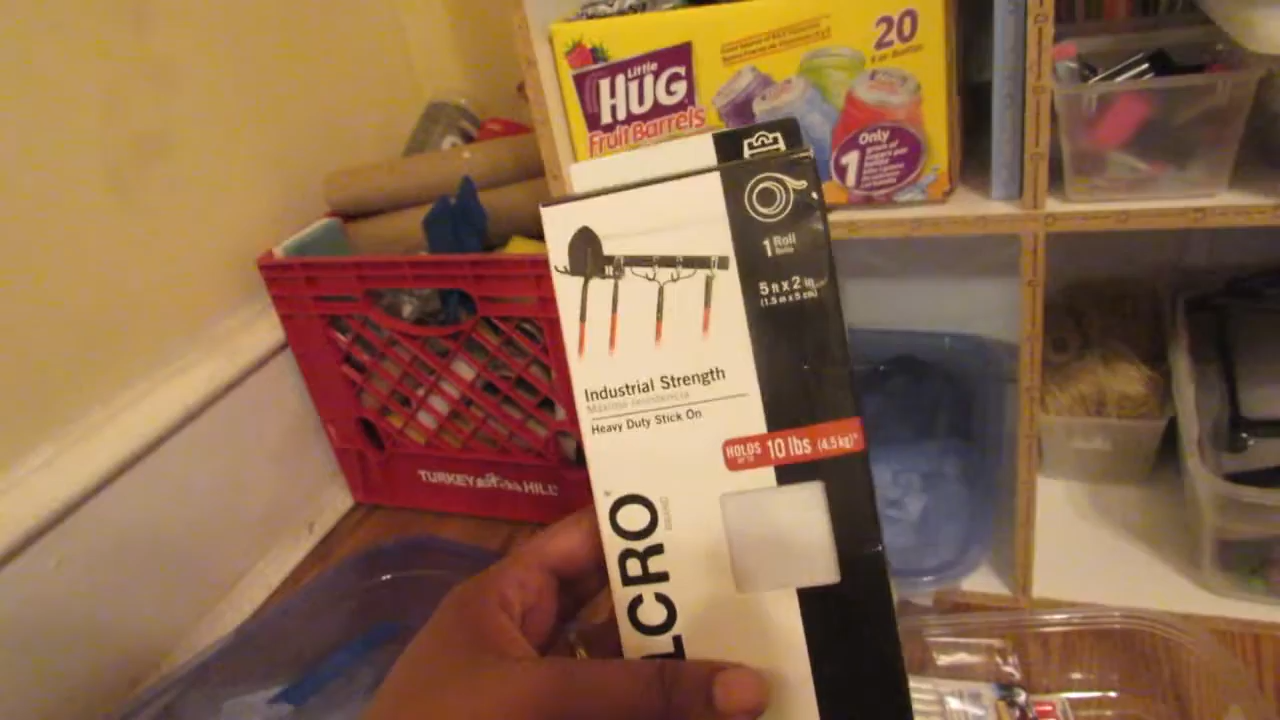 20
Little
HUG
Fruit Barrels
Only
1
1 Roll
5 ft x 2 in
(1.5 m x 5 cm)
Industrial Strength
Heavy Duty Stick On
HOLDS
10 lbs (4.5 kg)*
LCRO
BRAND
TURKEY HILL